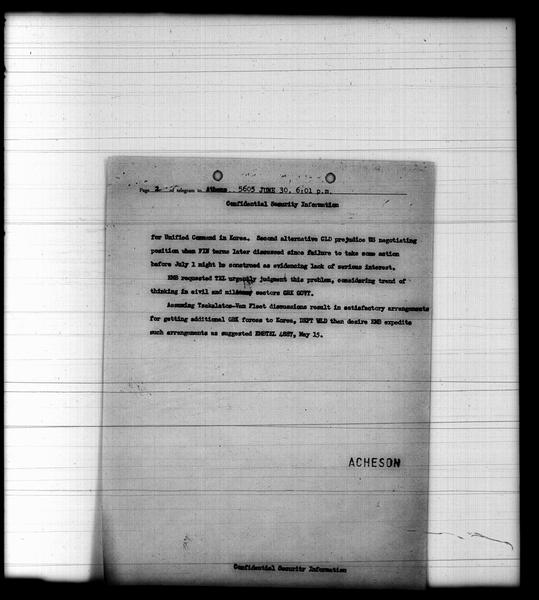 Page 2 of telegram to Athens 5605 JUNE 30, 6:01 p.m.
Confidential Security Information
for Unified Command in Korea. Second alternative CLD prejudice US negotiating
position when FIN terms later discussed since failure to take some action
before July 1 might be construed as evidencing lack of serious interest.
EMB requested TEL urgently judgment this problem, considering trend of
thinking in civil and military sectors GRK GOVT.
Assuming Tsakalotos-Van Fleet discussions result in satisfactory arrangements
for getting additional GRK forces to Korea, DEPT WLD then desire EMB expedite
such arrangements as suggested EMBTEL 4887, May 15.
ACHESON
Confidential Security Information